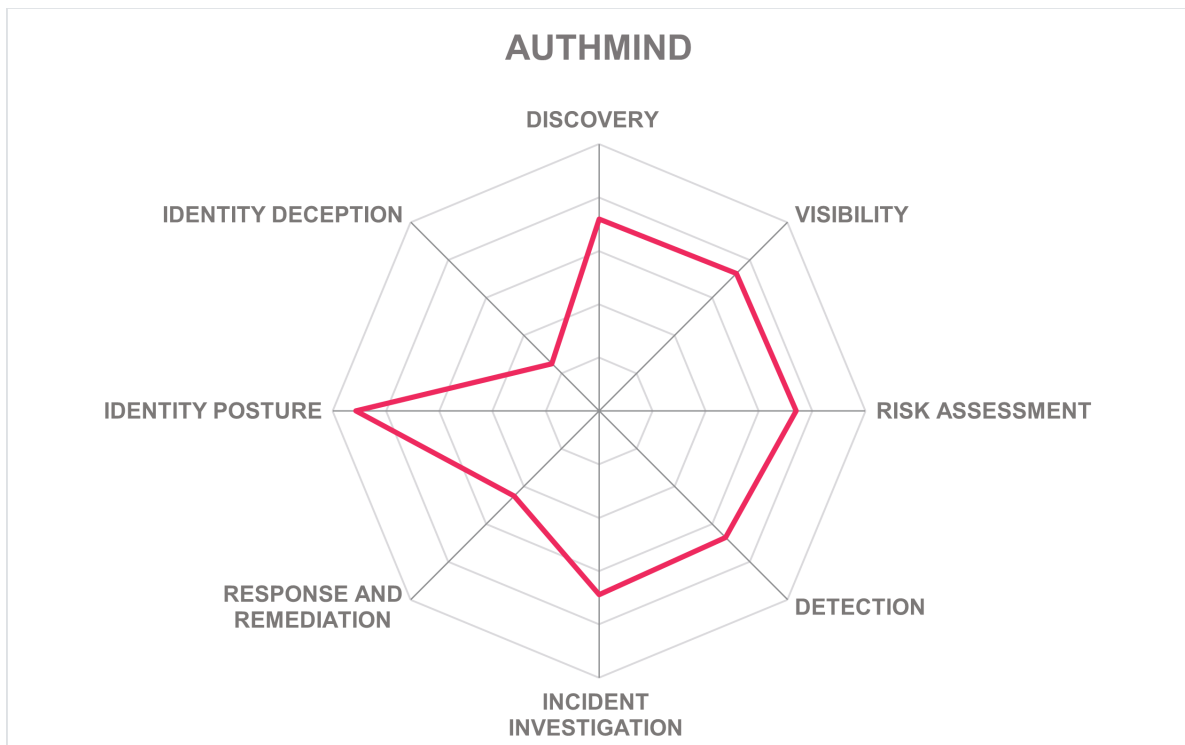 AUTHMIND
DISCOVERY
IDENTITY DECEPTION
VISIBILITY
IDENTITY POSTURE
RISK ASSESSMENT
RESPONSE AND
REMEDIATION
DETECTION
INCIDENT
INVESTIGATION